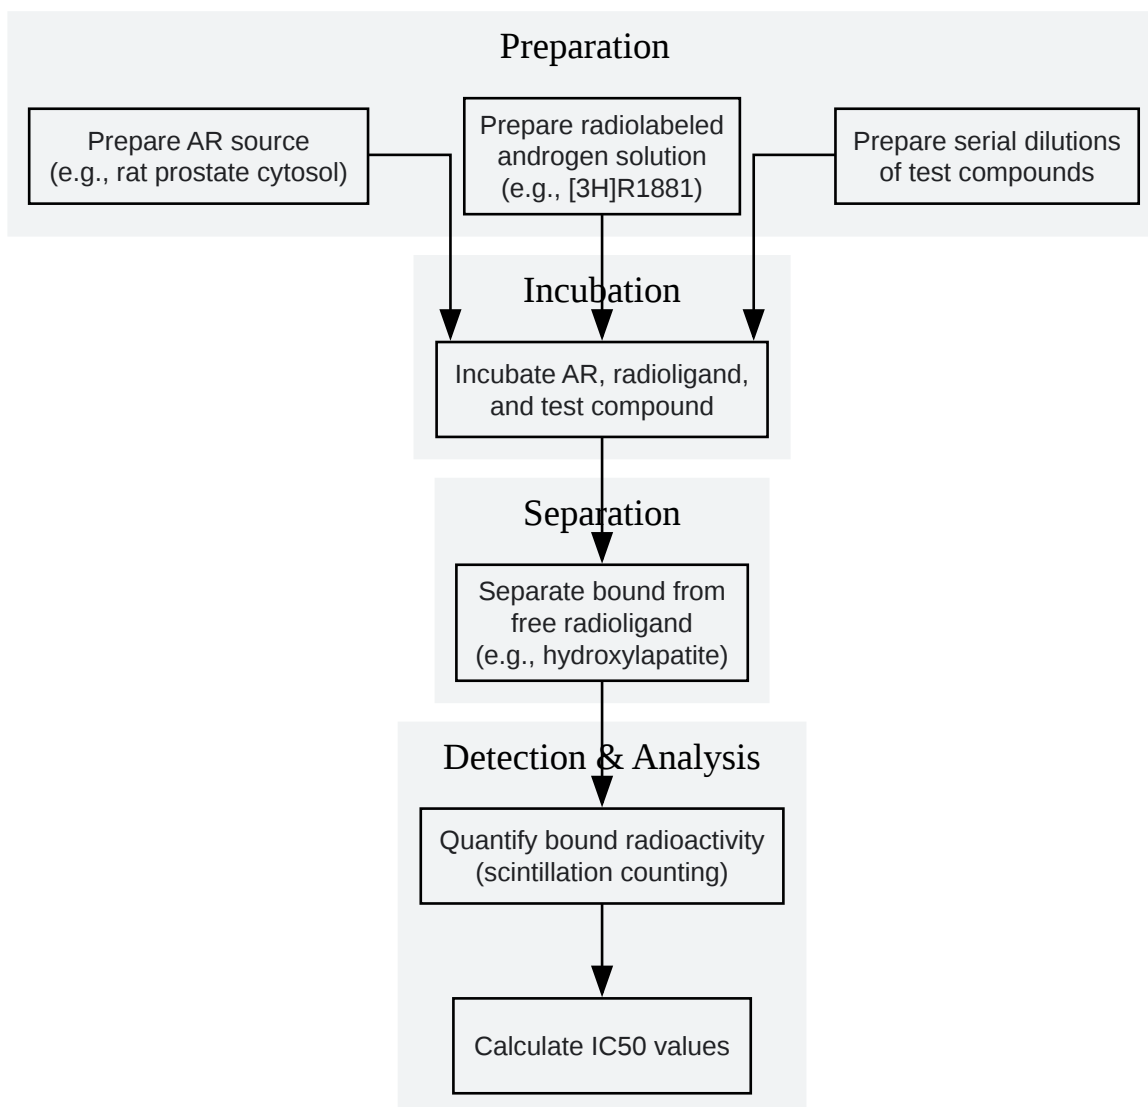 Preparation
Prepare AR source
(e.g., rat prostate cytosol)
Prepare radiolabeled
androgen solution
(e.g., [3H]R1881)
Prepare serial dilutions
of test compounds
Incubation
Incubate AR, radioligand,
and test compound
Separation
Separate bound from
free radioligand
(e.g., hydroxylapatite)
Detection & Analysis
Quantify bound radioactivity
(scintillation counting)
Calculate IC50 values